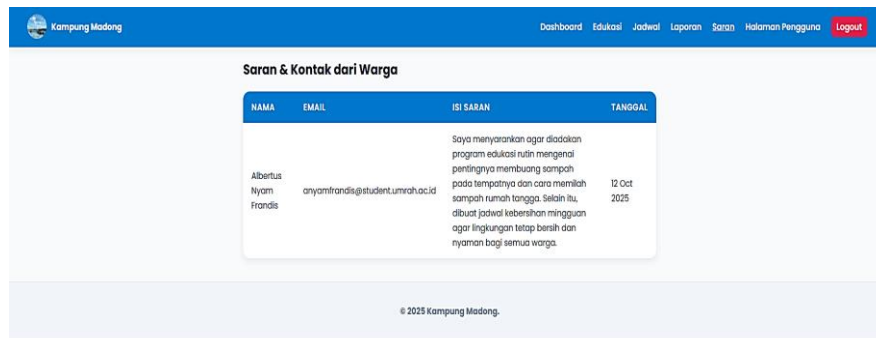 Kampung Madong Dashboard Edukasi Jadwal Laporan Saran Halaman Pengguna Logout
Saran & Kontak dari Warga
NAMA EMAIL ISI SARAN TANGGAL
Albertus
Nyam
Frandis
anyamfrandis@student.umrah.ac.id
Saya menyarankan agar diadakan
program edukasi rutin mengenai
pentingnya membuang sampah
pada tempatnya dan cara memilah
sampah rumah tangga. Selain itu,
dibuat jadwal kebersihan mingguan
agar lingkungan tetap bersih dan
nyaman bagi semua warga.
12 Oct
2025
© 2025 Kampung Madong.